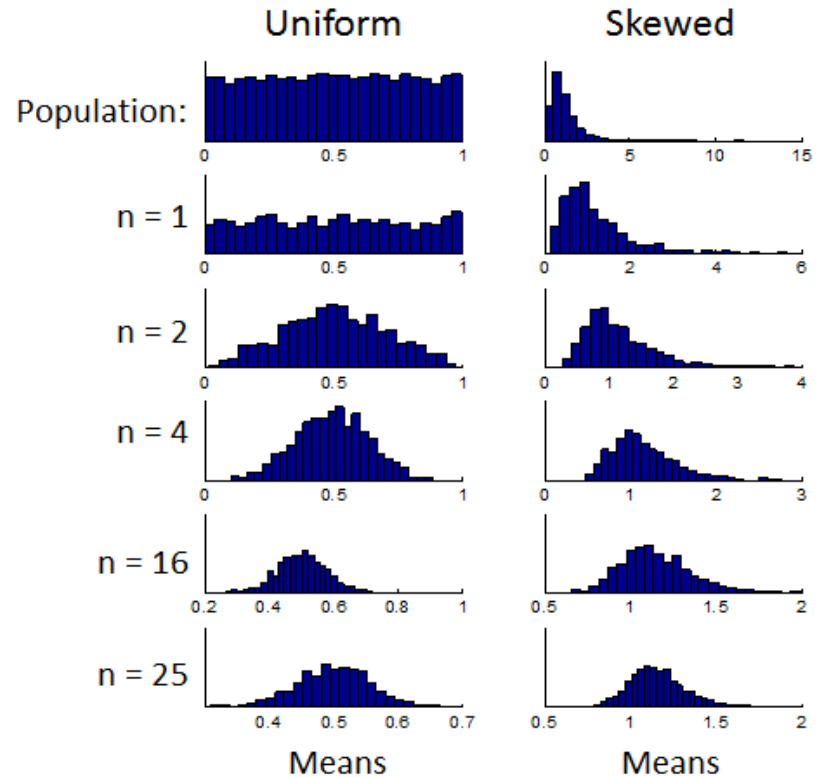 Uniform Skewed
Population:
0 0.5 1 0 5 10 15
n = 1
0 0.5 1 0 2 4 6
n = 2
0 0.5 1 0 1 2 3 4
n = 4
0 0.5 1 0 1 2 3
n = 16
0.2 0.4 0.6 0.8 1 0.5 1 1.5 2
n = 25
0.4 0.5 0.6 0.7 0.5 1 1.5 2
Means Means